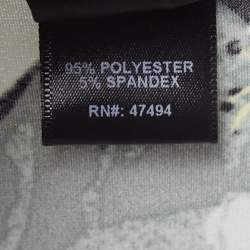 95% POLYESTER
5% SPANDEX
RN#: 47494